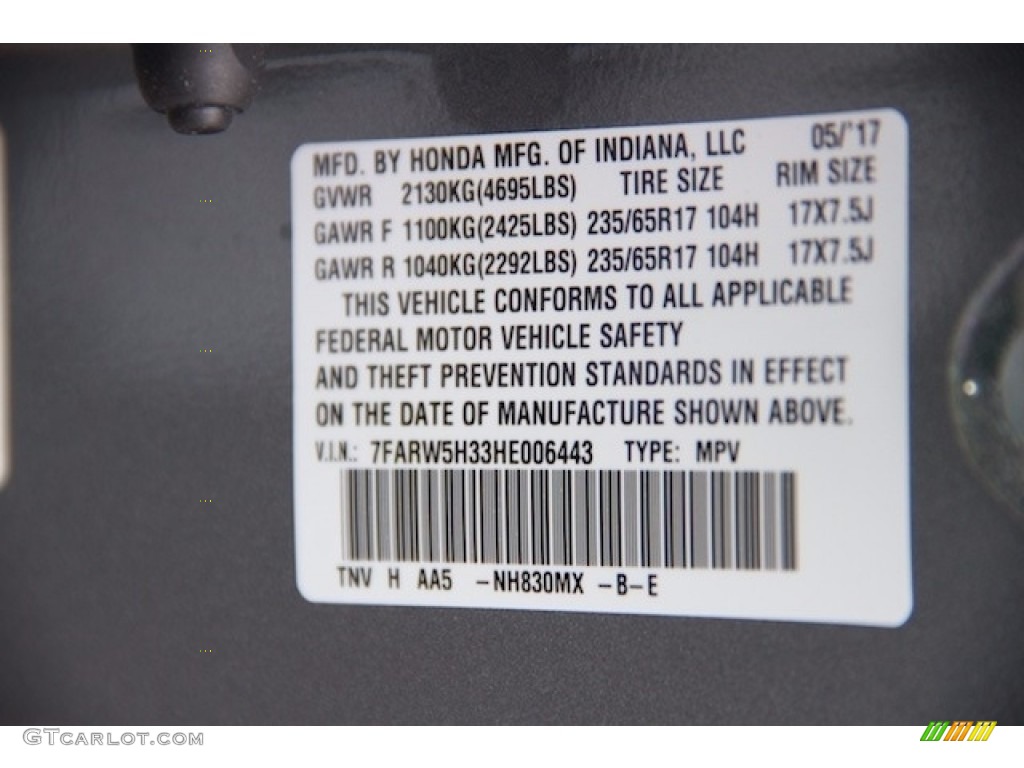 MFD. BY HONDA MFG. OF INDIANA, LLC 05/'17
GVWR 2130KG(4695LBS) TIRE SIZE RIM SIZE
GAWR F 1100KG(2425LBS) 235/65R17 104H 17X7.5J
GAWR R 1040KG(2292LBS) 235/65R17 104H 17X7.5J
THIS VEHICLE CONFORMS TO ALL APPLICABLE
FEDERAL MOTOR VEHICLE SAFETY
AND THEFT PREVENTION STANDARDS IN EFFECT
ON THE DATE OF MANUFACTURE SHOWN ABOVE.
V.I.N.: 7FARW5H33HE006443 TYPE: MPV
TNV H AA5 -NH830MX -B-E
GTCARLOT.COM